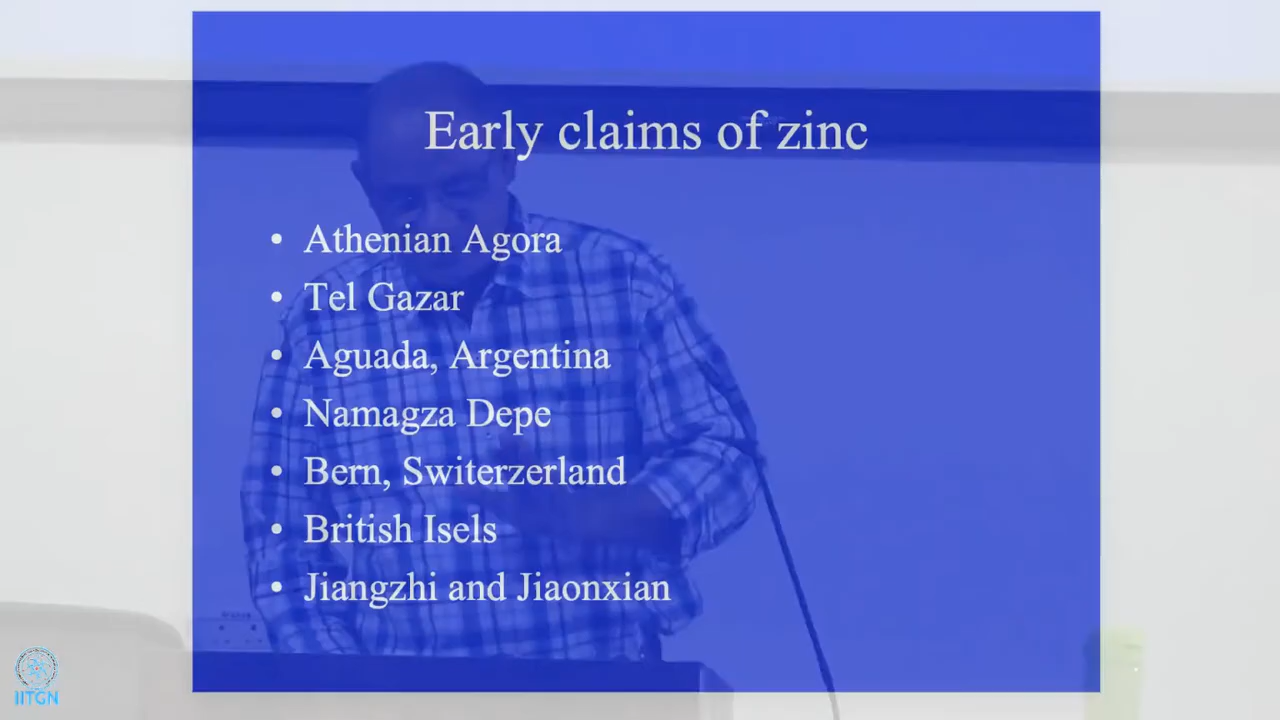 Early claims of zinc
• Athenian Agora
• Tel Gazar
• Aguada, Argentina
• Namagza Depe
• Bern, Switerzerland
• British Isels
• Jiangzhi and Jiaonxian
IITGN